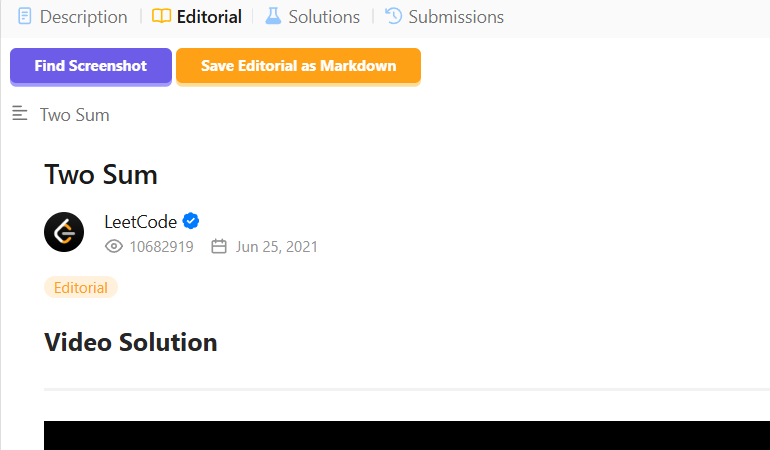 Description Editorial Solutions Submissions
Find Screenshot Save Editorial as Markdown
Two Sum
Two Sum
LeetCode
10682919 Jun 25, 2021
Editorial
Video Solution